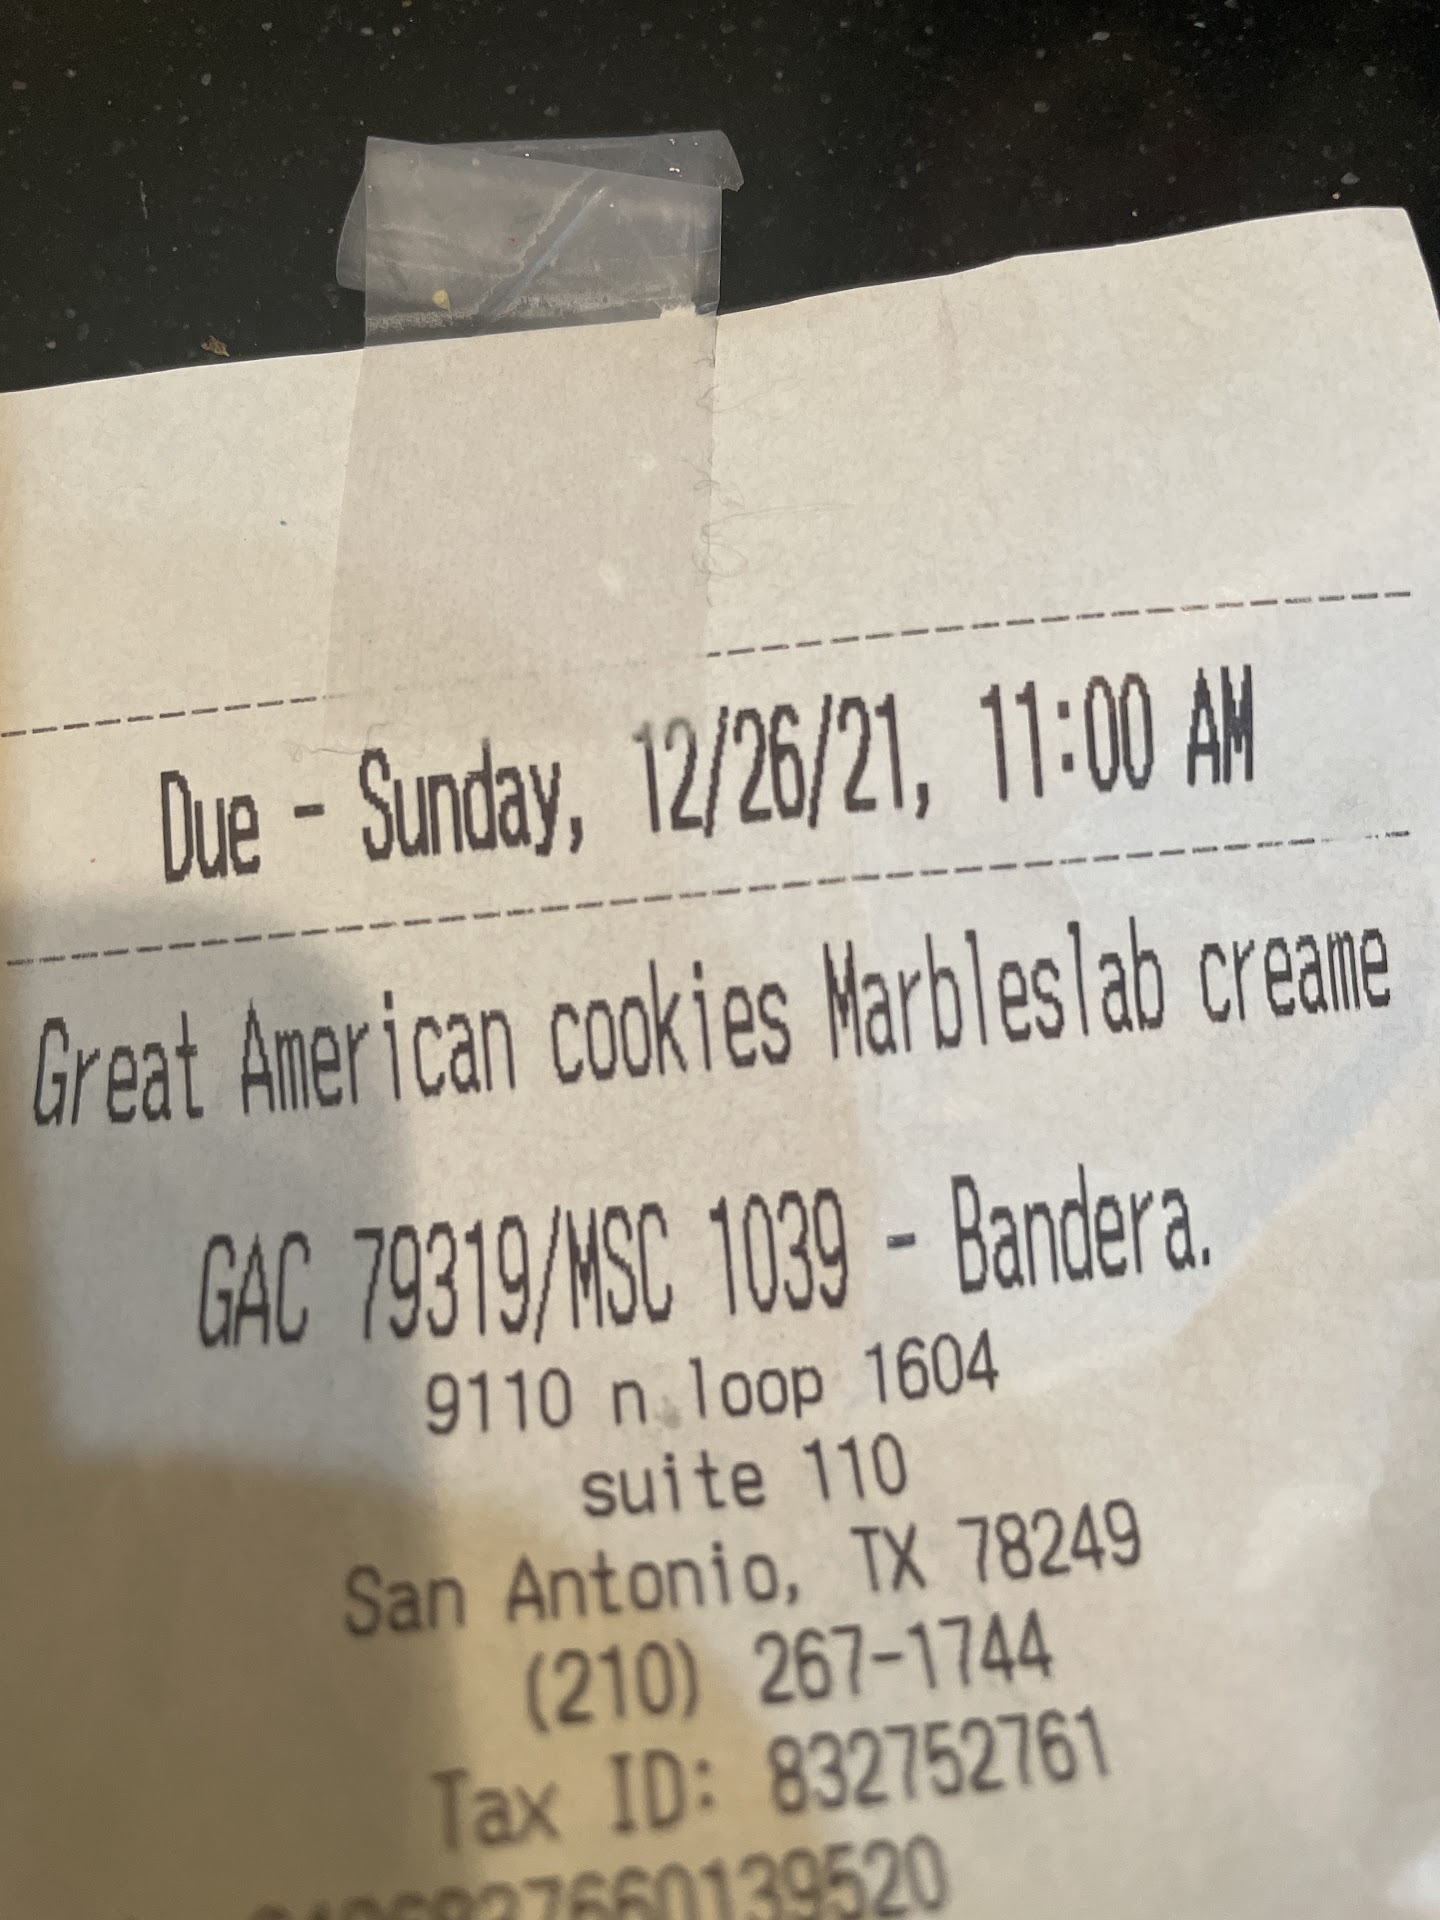 Due - Sunday, 12/26/21, 11:00 AM
Great American cookies Marbleslab creame
GAC 79319/MSC 1039 - Bandera.
9110 n loop 1604
suite 110
San Antonio, TX 78249
(210) 267-1744
Tax ID: 832752761